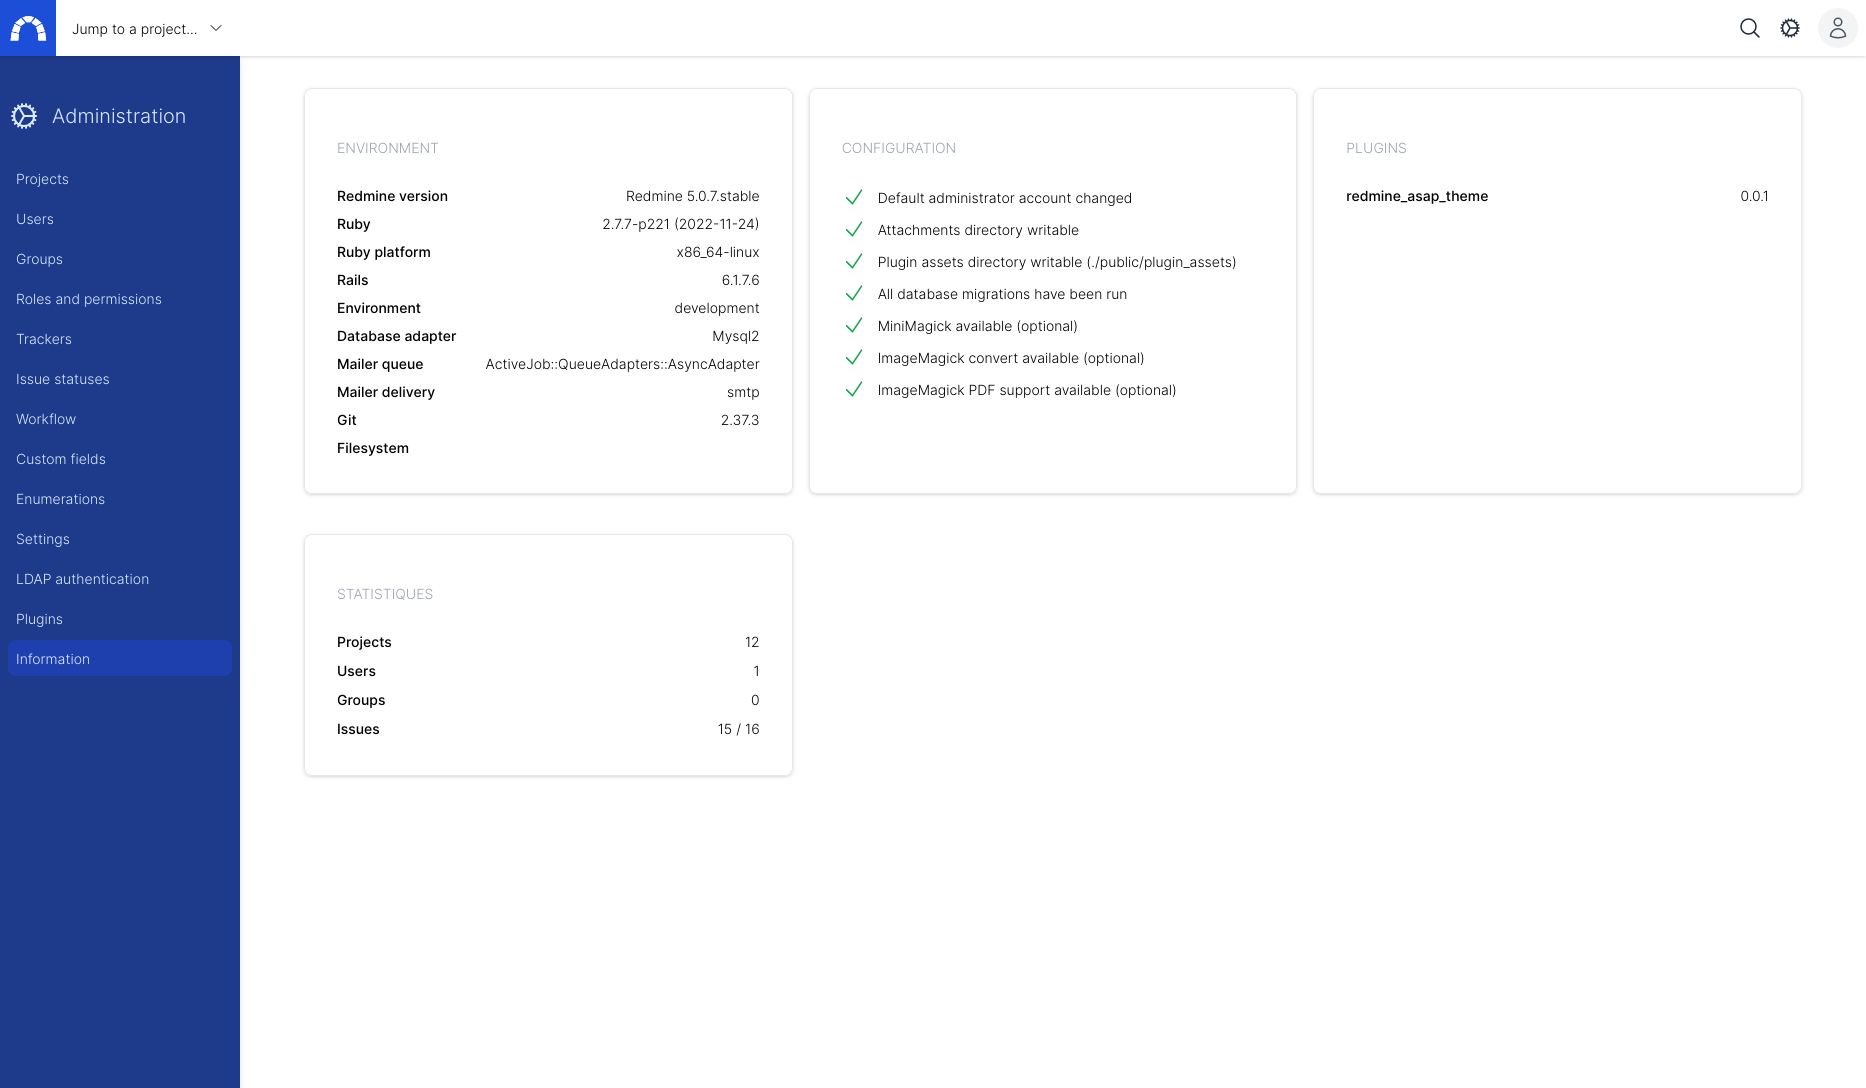 Jump to a project...
Administration
Projects
Users
Groups
Roles and permissions
Trackers
Issue statuses
Workflow
Custom fields
Enumerations
Settings
LDAP authentication
Plugins
Information
ENVIRONMENT
Redmine version Redmine 5.0.7.stable
Ruby 2.7.7-p221 (2022-11-24)
Ruby platform x86_64-linux
Rails 6.1.7.6
Environment development
Database adapter Mysql2
Mailer queue ActiveJob::QueueAdapters::AsyncAdapter
Mailer delivery smtp
Git 2.37.3
Filesystem
CONFIGURATION
Default administrator account changed
Attachments directory writable
Plugin assets directory writable (./public/plugin_assets)
All database migrations have been run
MiniMagick available (optional)
ImageMagick convert available (optional)
ImageMagick PDF support available (optional)
PLUGINS
redmine_asap_theme 0.0.1
STATISTIQUES
Projects 12
Users 1
Groups 0
Issues 15 / 16